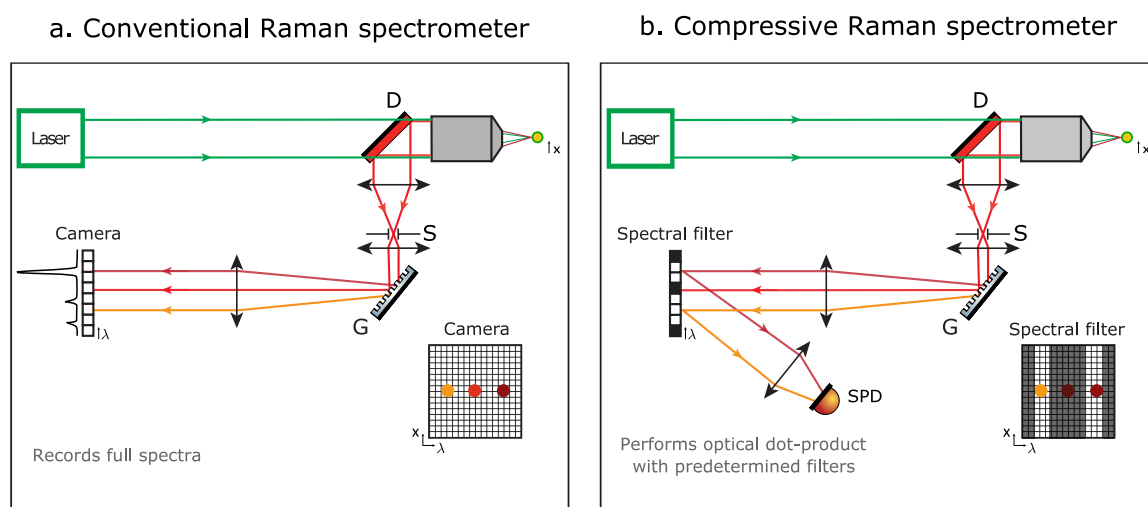 a. Conventional Raman spectrometer
Laser
D
x
S
Camera
λ
G
Camera
x
λ
Records full spectra
b. Compressive Raman spectrometer
Laser
D
x
S
Spectral filter
λ
G
Spectral filter
SPD
x
λ
Performs optical dot-product
with predetermined filters